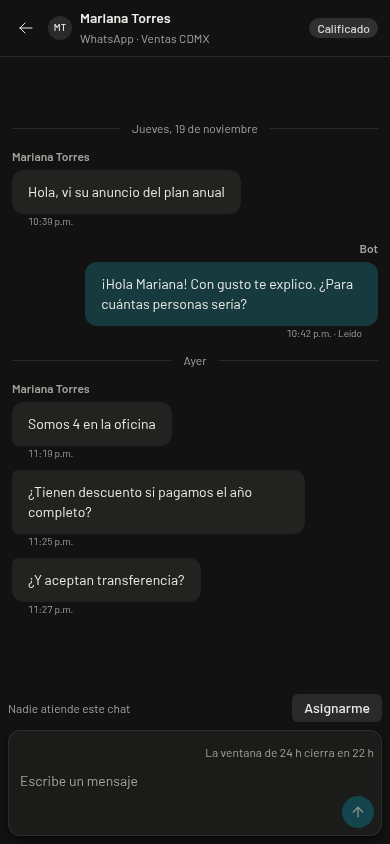 MT
Mariana Torres
WhatsApp · Ventas CDMX
Calificado
Jueves, 19 de noviembre
Mariana Torres
Hola, vi su anuncio del plan anual
10:39 p.m.
Bot
¡Hola Mariana! Con gusto te explico. ¿Para
cuántas personas sería?
10:42 p.m. · Leído
Ayer
Mariana Torres
Somos 4 en la oficina
11:19 p.m.
¿Tienen descuento si pagamos el año
completo?
11:25 p.m.
¿Y aceptan transferencia?
11:27 p.m.
Nadie atiende este chat
Asignarme
La ventana de 24 h cierra en 22 h
Escribe un mensaje